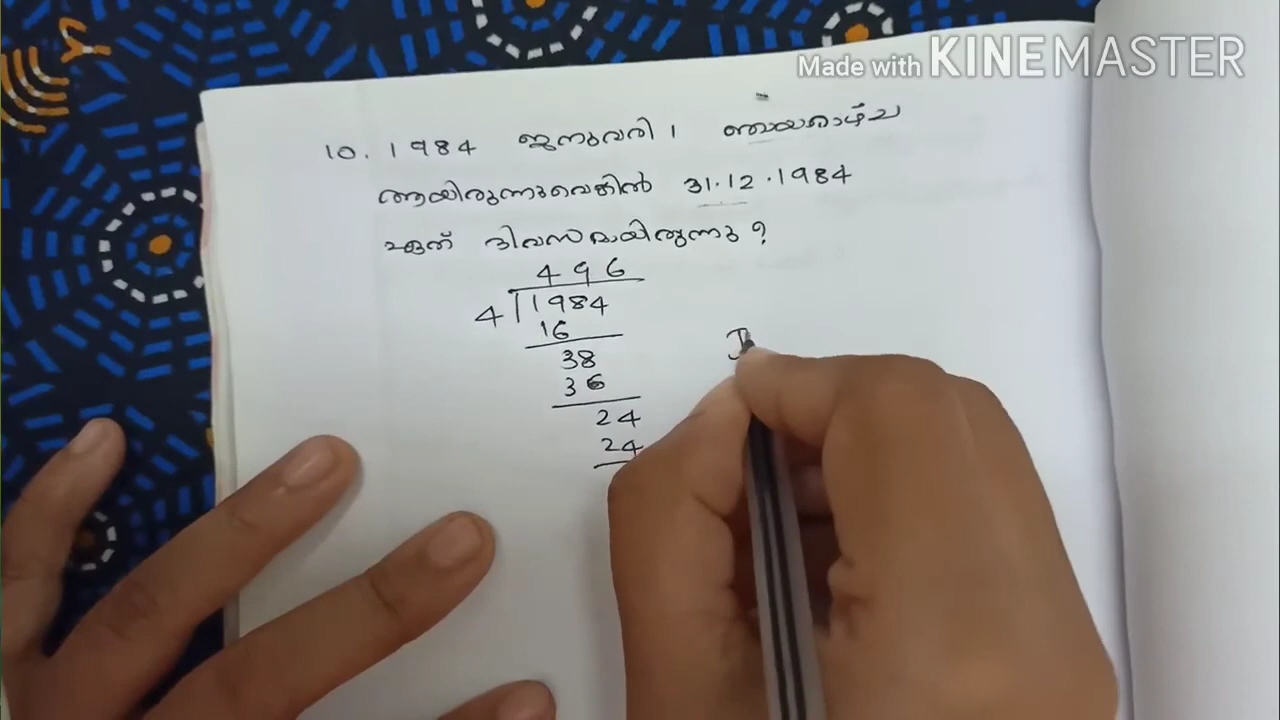 Made with KINEMASTER
10. 1984 ജനുവരി 1 ഞായറാഴ്ച
ആയിരുന്നുവെങ്കിൽ 31.12.1984
ഏത് ദിവസമായിരുന്നു?
496
4 1984
16
38
36
24
24